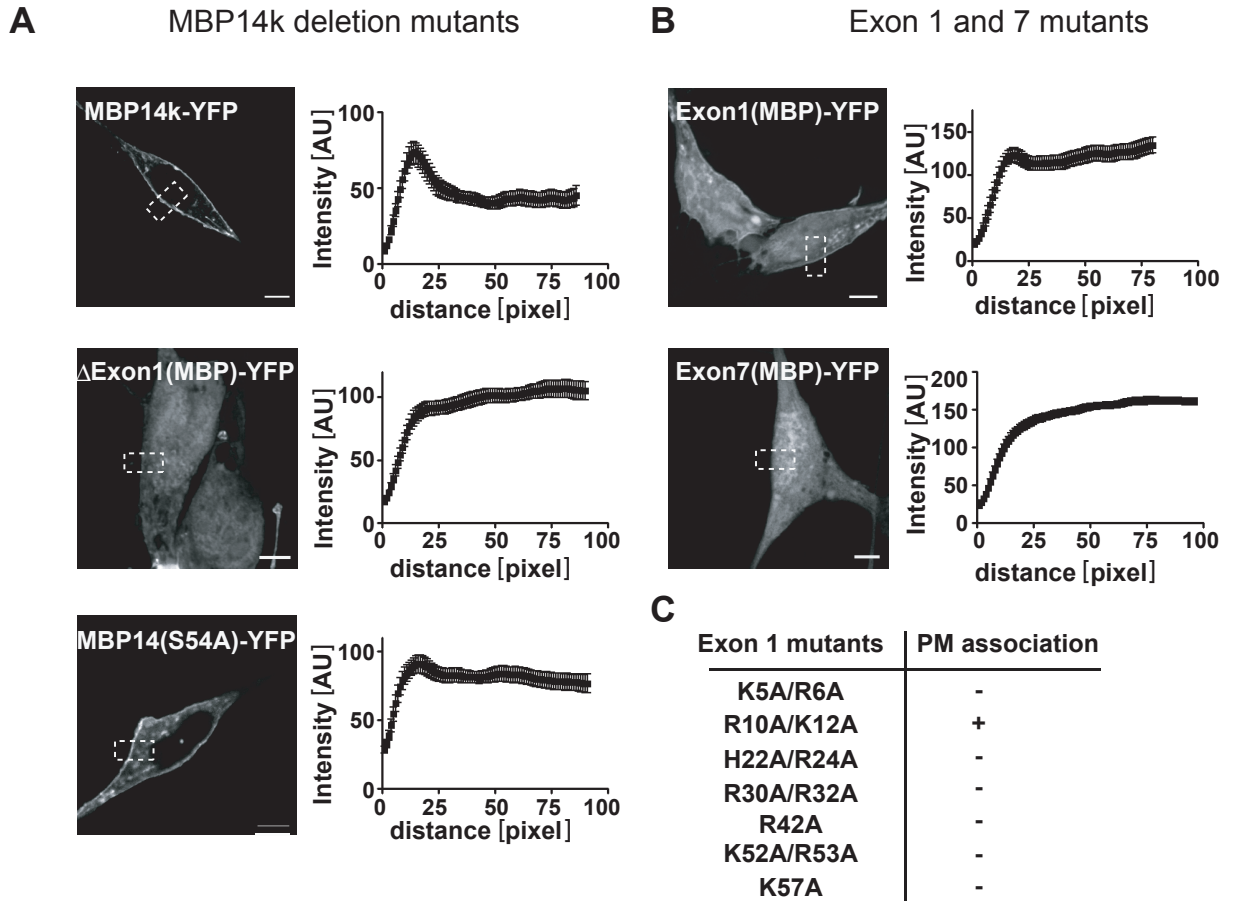 A MBP14k deletion mutants
MBP14k-YFP
Intensity [AU]
100
50
0
0 25 50 75 100
distance [pixel]
ΔExon1(MBP)-YFP
Intensity [AU]
100
50
0
0 25 50 75 100
distance [pixel]
MBP14(S54A)-YFP
Intensity [AU]
100
50
0
0 25 50 75 100
distance [pixel]
B Exon 1 and 7 mutants
Exon1(MBP)-YFP
Intensity [AU]
150
100
50
0
0 25 50 75 100
distance [pixel]
Exon7(MBP)-YFP
Intensity [AU]
200
150
100
50
0
0 25 50 75 100
distance [pixel]
C
Exon 1 mutants PM association
K5A/R6A -
R10A/K12A +
H22A/R24A -
R30A/R32A -
R42A -
K52A/R53A -
K57A -